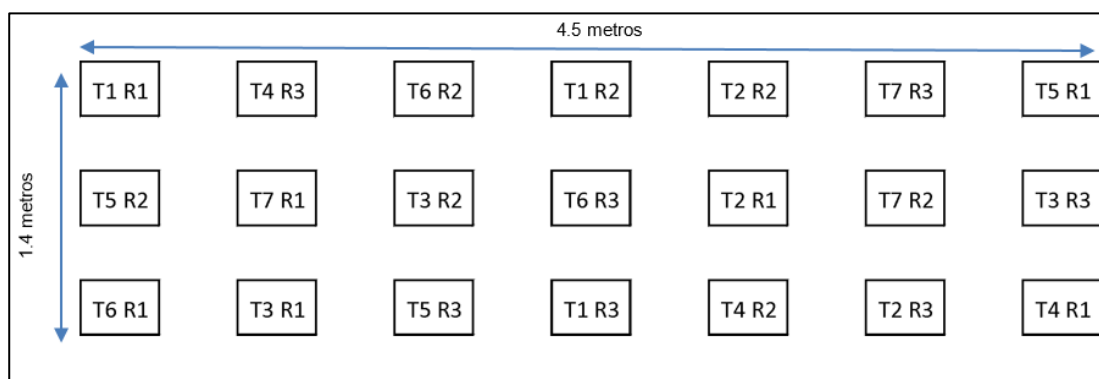 4.5 metros
T1 R1 T4 R3 T6 R2 T1 R2 T2 R2 T7 R3 T5 R1
1.4 metros
T5 R2 T7 R1 T3 R2 T6 R3 T2 R1 T7 R2 T3 R3
T6 R1 T3 R1 T5 R3 T1 R3 T4 R2 T2 R3 T4 R1